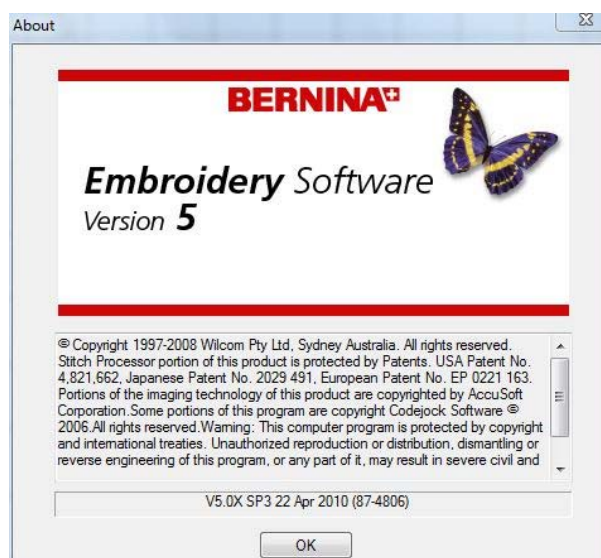 About
BERNINA
Embroidery Software
Version 5
© Copyright 1997-2008 Wilcom Pty Ltd, Sydney Australia. All rights reserved.
Stitch Processor portion of this product is protected by Patents. USA Patent No.
4,821,662, Japanese Patent No. 2029 491, European Patent No. EP 0221 163.
Portions of the imaging technology of this product are copyrighted by AccuSoft
Corporation.Some portions of this program are copyright Codejock Software ©
2006.All rights reserved.Warning: This computer program is protected by copyright
and international treaties. Unauthorized reproduction or distribution, dismantling or
reverse engineering of this program, or any part of it, may result in severe civil and
V5.0X SP3 22 Apr 2010 (87-4806)
OK